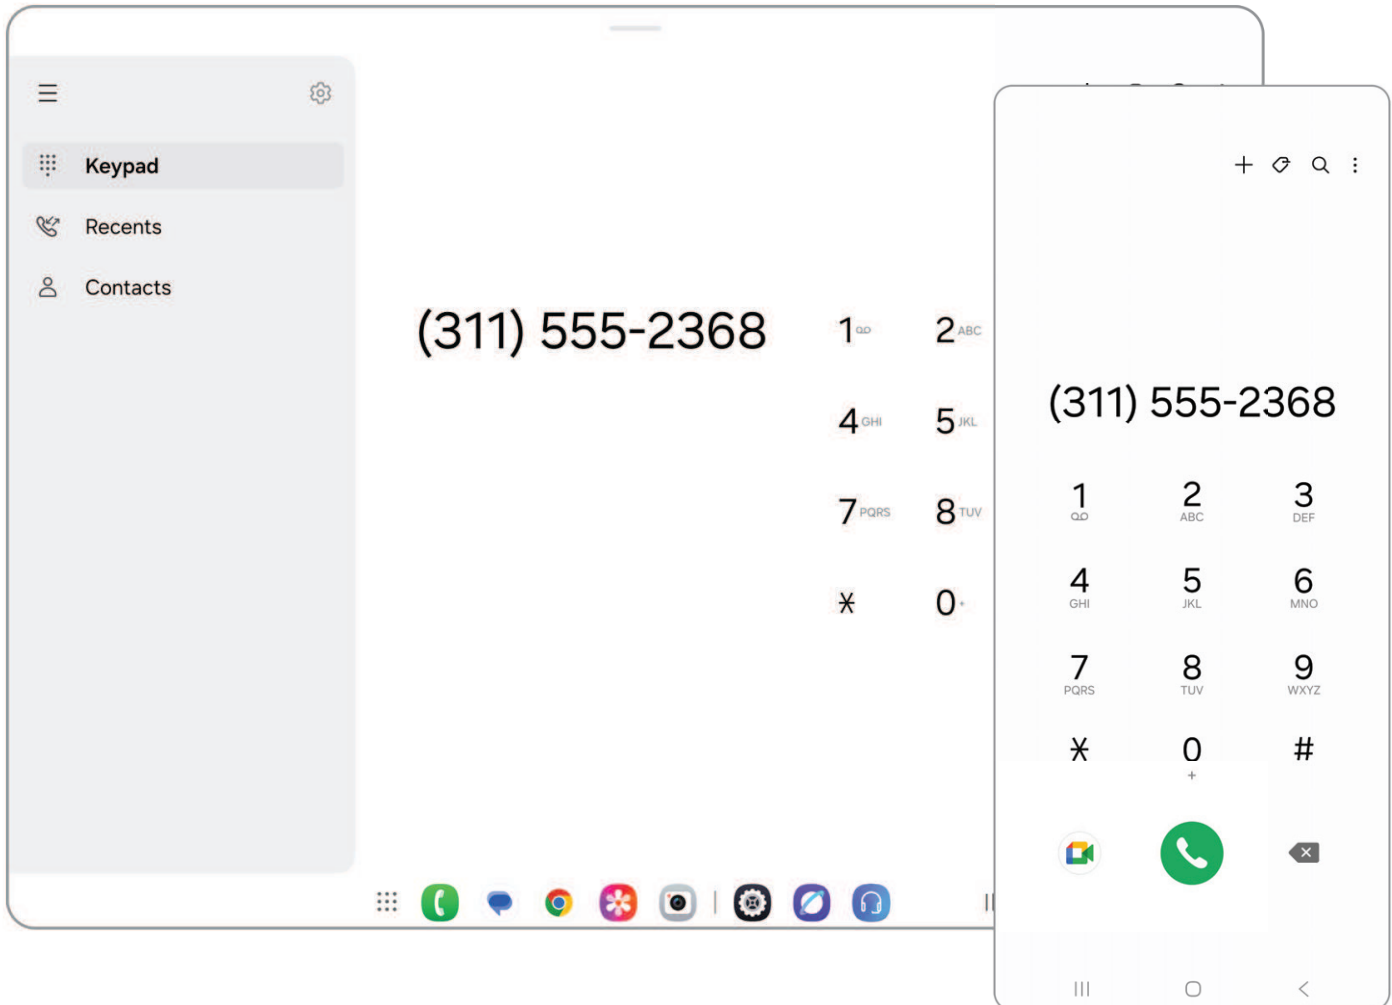 Keypad
Recents
Contacts
(311) 555-2368
1 2 ABC
4 GHI 5 JKL
7 PQRS 8 TUV
* 0 +
(311) 555-2368
1 2 3
ABC DEF
4 5 6
GHI JKL MNO
7 8 9
PQRS TUV WXYZ
* 0 #
+